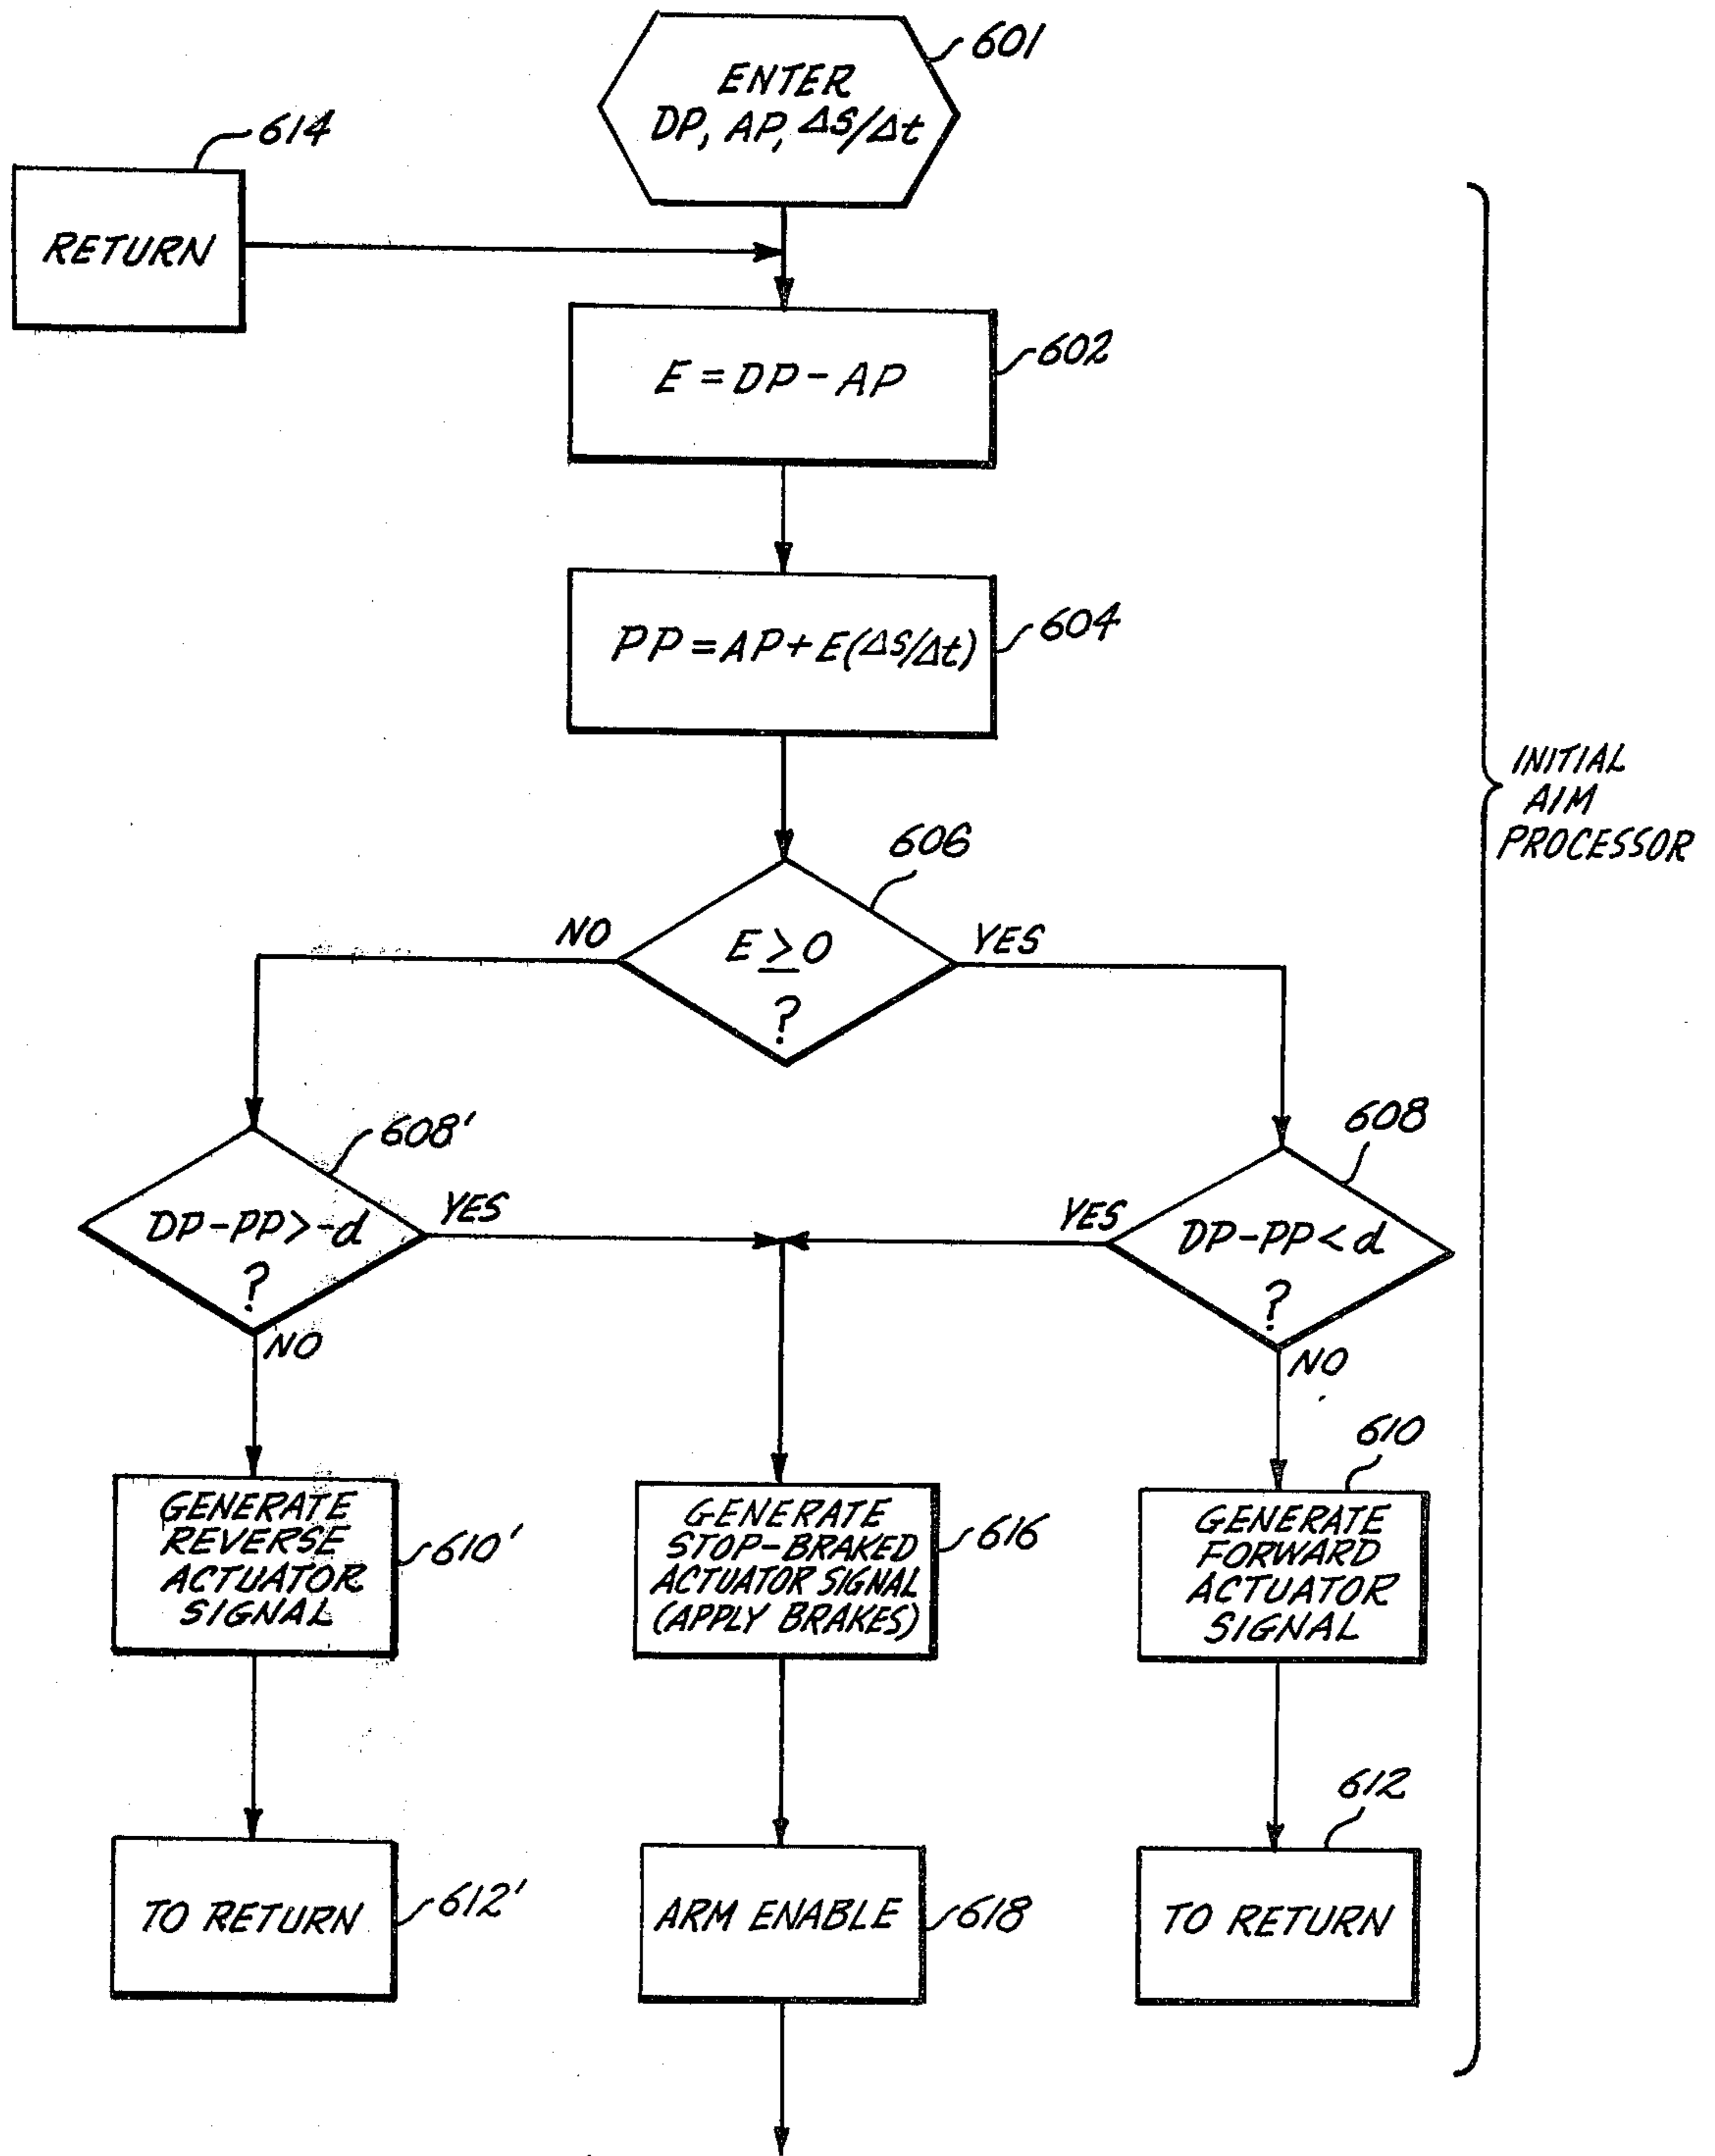 601
ENTER
DP, AP, ΔS/Δt
614
RETURN
602
E = DP - AP
604
PP = AP + E(ΔS/Δt)
INITIAL
AIM
PROCESSOR
606
NO
E ≥ 0
?
YES
608'
DP-PP > -d
?
YES
NO
608
YES
DP-PP < d
?
NO
610'
GENERATE
REVERSE
ACTUATOR
SIGNAL
GENERATE
STOP-BRAKED
ACTUATOR SIGNAL
(APPLY BRAKES)
616
610
GENERATE
FORWARD
ACTUATOR
SIGNAL
TO RETURN
612'
ARM ENABLE
618
612
TO RETURN